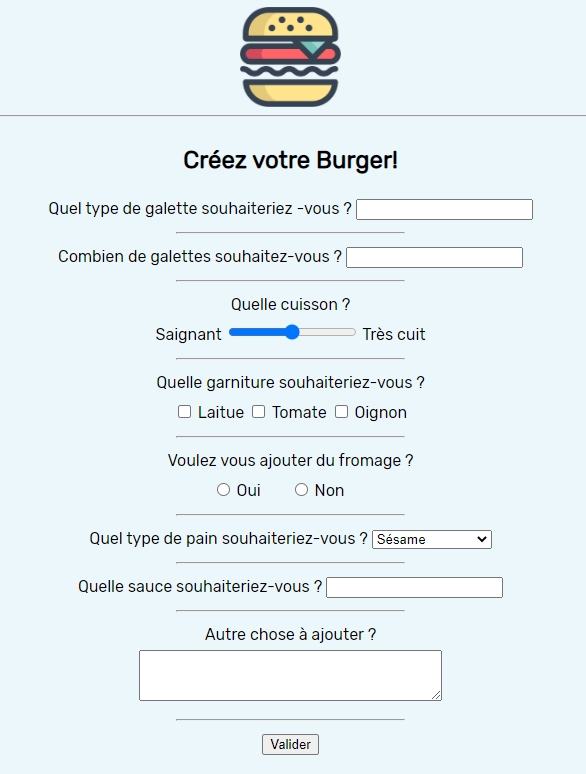 Créez votre Burger!
Quel type de galette souhaiteriez -vous ?
Combien de galettes souhaitez-vous ?
Quelle cuisson ?
Saignant Très cuit
Quelle garniture souhaiteriez-vous ?
Laitue Tomate Oignon
Voulez vous ajouter du fromage ?
Oui Non
Quel type de pain souhaiteriez-vous ? Sésame
Quelle sauce souhaiteriez-vous ?
Autre chose à ajouter ?
Valider